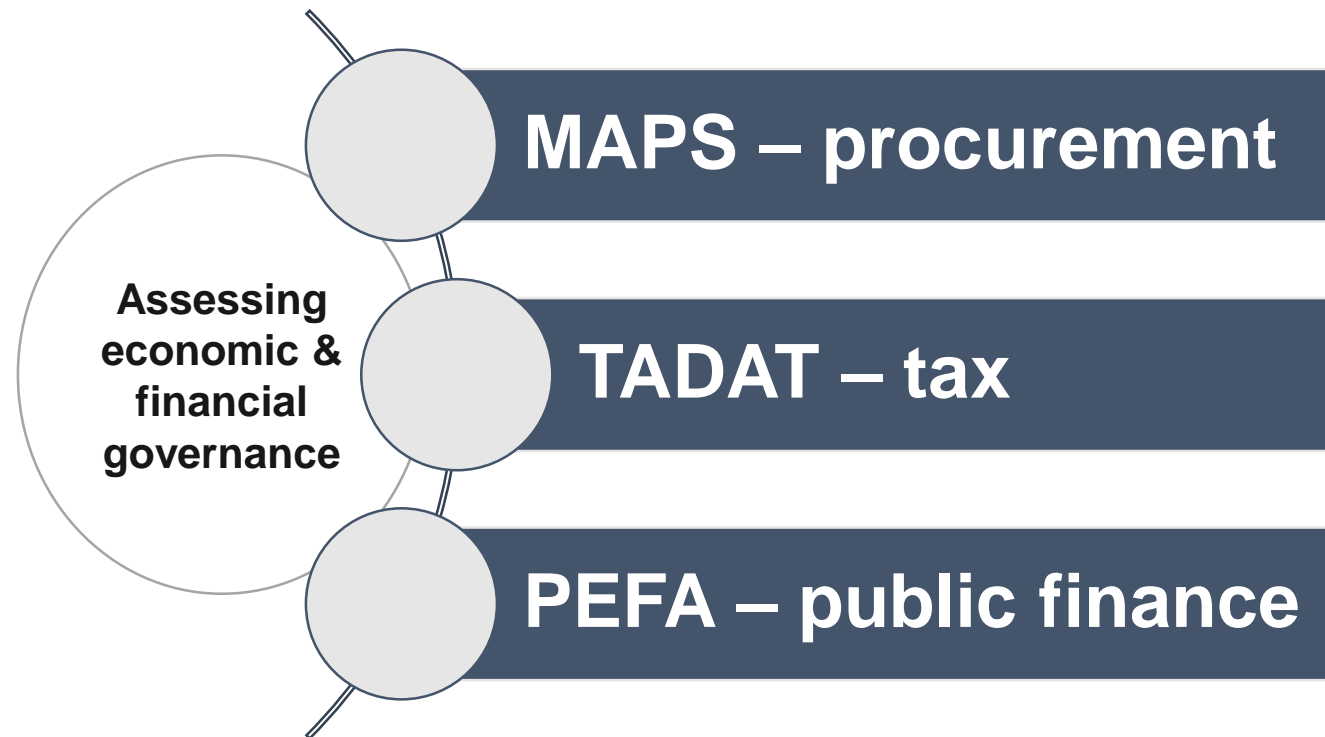 Assessing
economic &
financial
governance
MAPS – procurement
TADAT – tax
PEFA – public finance